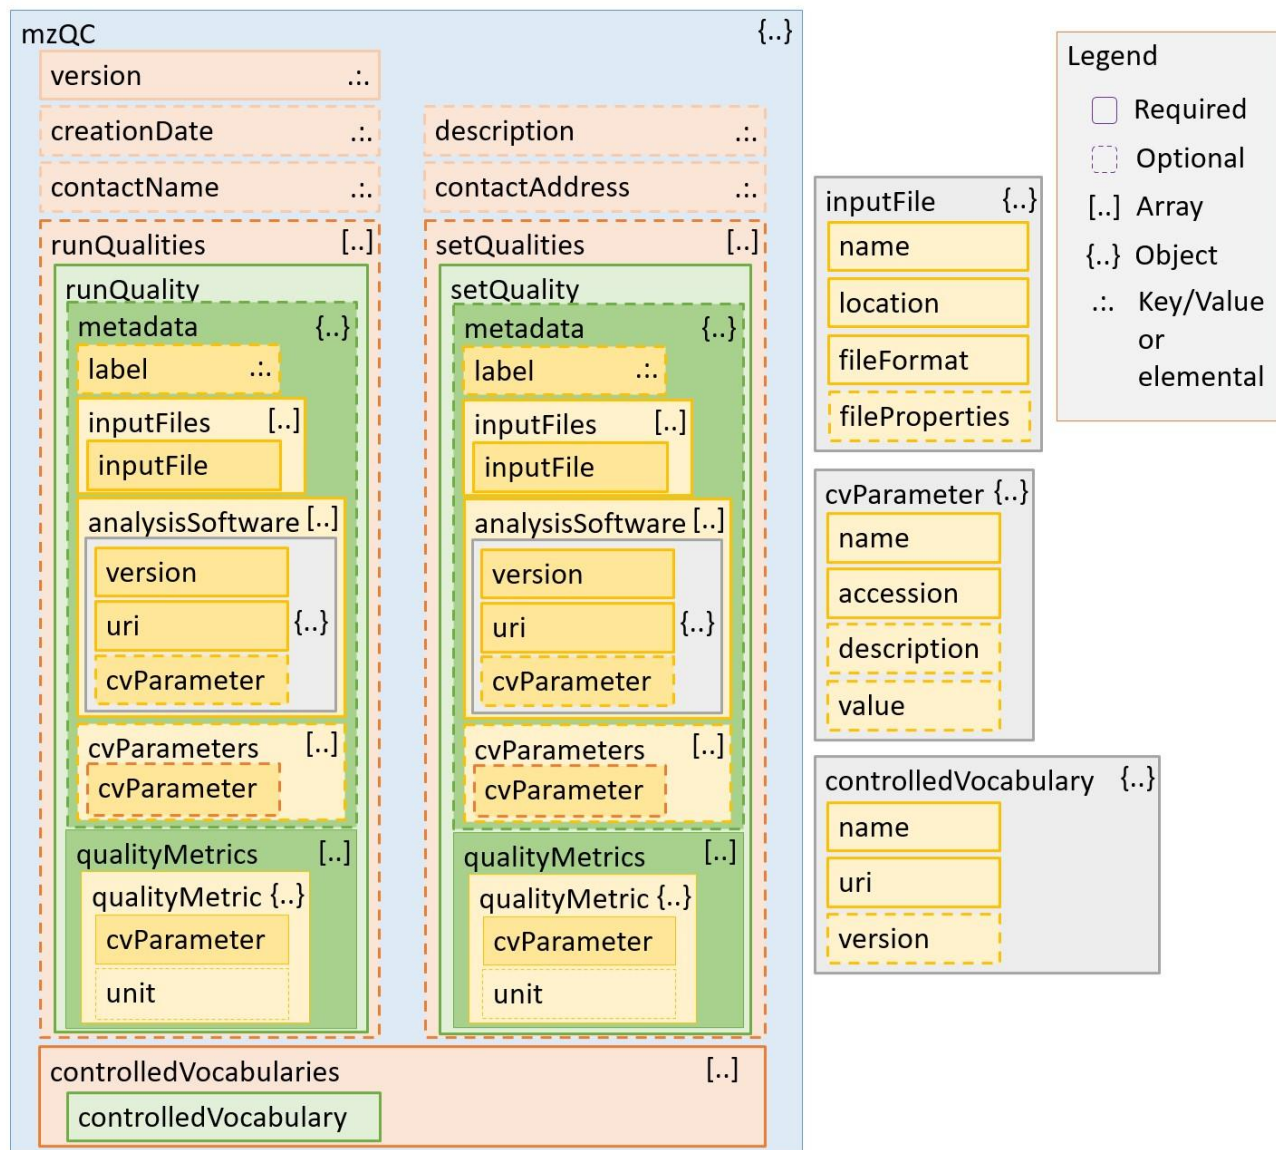 mzQC {..}
version .:.
creationDate .:.
description .:.
contactName .:.
contactAddress .:.
runQualities [..]
runQuality
metadata {..}
label .:.
inputFiles [..]
inputFile
analysisSoftware [..]
version
uri {..}
cvParameter
cvParameters [..]
cvParameter
qualityMetrics [..]
qualityMetric {..}
cvParameter
unit
setQualities [..]
setQuality
metadata {..}
label .:.
inputFiles [..]
inputFile
analysisSoftware [..]
version
uri {..}
cvParameter
cvParameters [..]
cvParameter
qualityMetrics [..]
qualityMetric {..}
cvParameter
unit
controlledVocabularies [..]
controlledVocabulary
inputFile {..}
name
location
fileFormat
fileProperties
cvParameter {..}
name
accession
description
value
controlledVocabulary {..}
name
uri
version
Legend
Required
Optional
[..] Array
{..} Object
.:. Key/Value
or
elemental